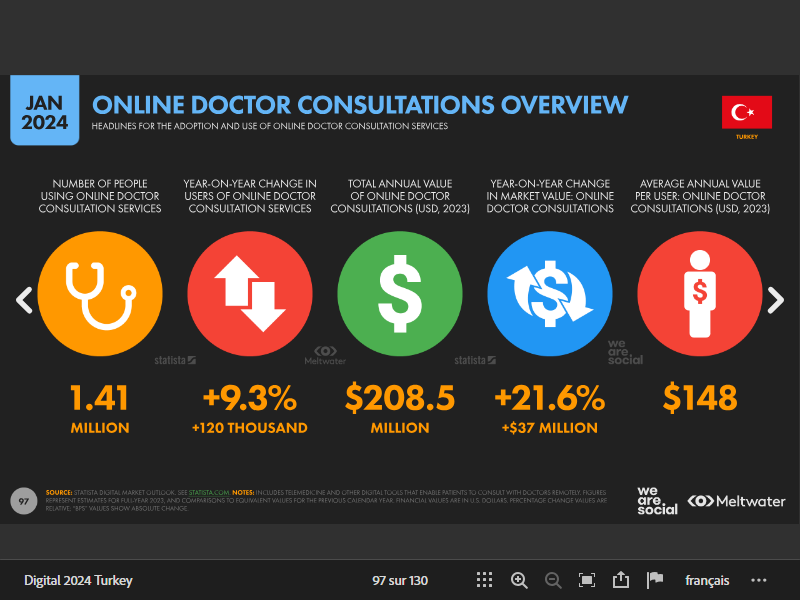 JAN
2024
ONLINE DOCTOR CONSULTATIONS OVERVIEW
HEADLINES FOR THE ADOPTION AND USE OF ONLINE DOCTOR CONSULTATION SERVICES
TURKEY
NUMBER OF PEOPLE
USING ONLINE DOCTOR
CONSULTATION SERVICES
YEAR-ON-YEAR CHANGE IN
USERS OF ONLINE DOCTOR
CONSULTATION SERVICES
TOTAL ANNUAL VALUE
OF ONLINE DOCTOR
CONSULTATIONS (USD, 2023)
YEAR-ON-YEAR CHANGE
IN MARKET VALUE: ONLINE
DOCTOR CONSULTATIONS
AVERAGE ANNUAL VALUE
PER USER: ONLINE DOCTOR
CONSULTATIONS (USD, 2023)
$
$
$
statista
Meltwater
statista
we
are.
social
1.41
MILLION
+9.3%
+120 THOUSAND
$208.5
MILLION
+21.6%
+$37 MILLION
$148
97
SOURCE: STATISTA DIGITAL MARKET OUTLOOK. SEE STATISTA.COM. NOTES: INCLUDES TELEMEDICINE AND OTHER DIGITAL TOOLS THAT ENABLE PATIENTS TO CONSULT WITH DOCTORS REMOTELY. FIGURES
REPRESENT ESTIMATES FOR FULL-YEAR 2023, AND COMPARISONS TO EQUIVALENT VALUES FOR THE PREVIOUS CALENDAR YEAR. FINANCIAL VALUES ARE IN U.S. DOLLARS. PERCENTAGE CHANGE VALUES ARE
RELATIVE; "BPS" VALUES SHOW ABSOLUTE CHANGE.
we
are.
social
Meltwater
Digital 2024 Turkey
97 sur 130
français